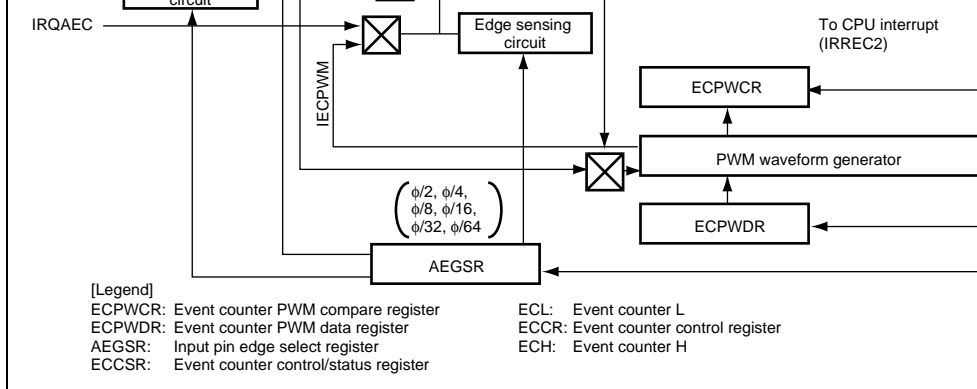 circuit
IRQAEC
Edge sensing
circuit
To CPU interrupt
(IRREC2)
IECPWM
ECPWCR
PWM waveform generator
ϕ/2, ϕ/4,
ϕ/8, ϕ/16,
ϕ/32, ϕ/64
ECPWDR
AEGSR
[Legend]
ECPWCR: Event counter PWM compare register
ECPWDR: Event counter PWM data register
AEGSR: Input pin edge select register
ECCSR: Event counter control/status register
ECL: Event counter L
ECCR: Event counter control register
ECH: Event counter H